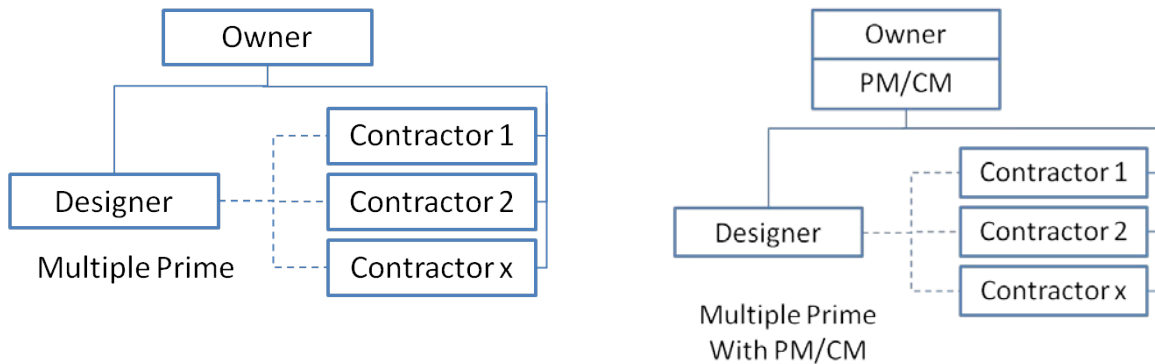 Owner
Contractor 1
Designer
Contractor 2
Contractor x
Multiple Prime
Owner
PM/CM
Contractor 1
Designer
Contractor 2
Contractor x
Multiple Prime
With PM/CM